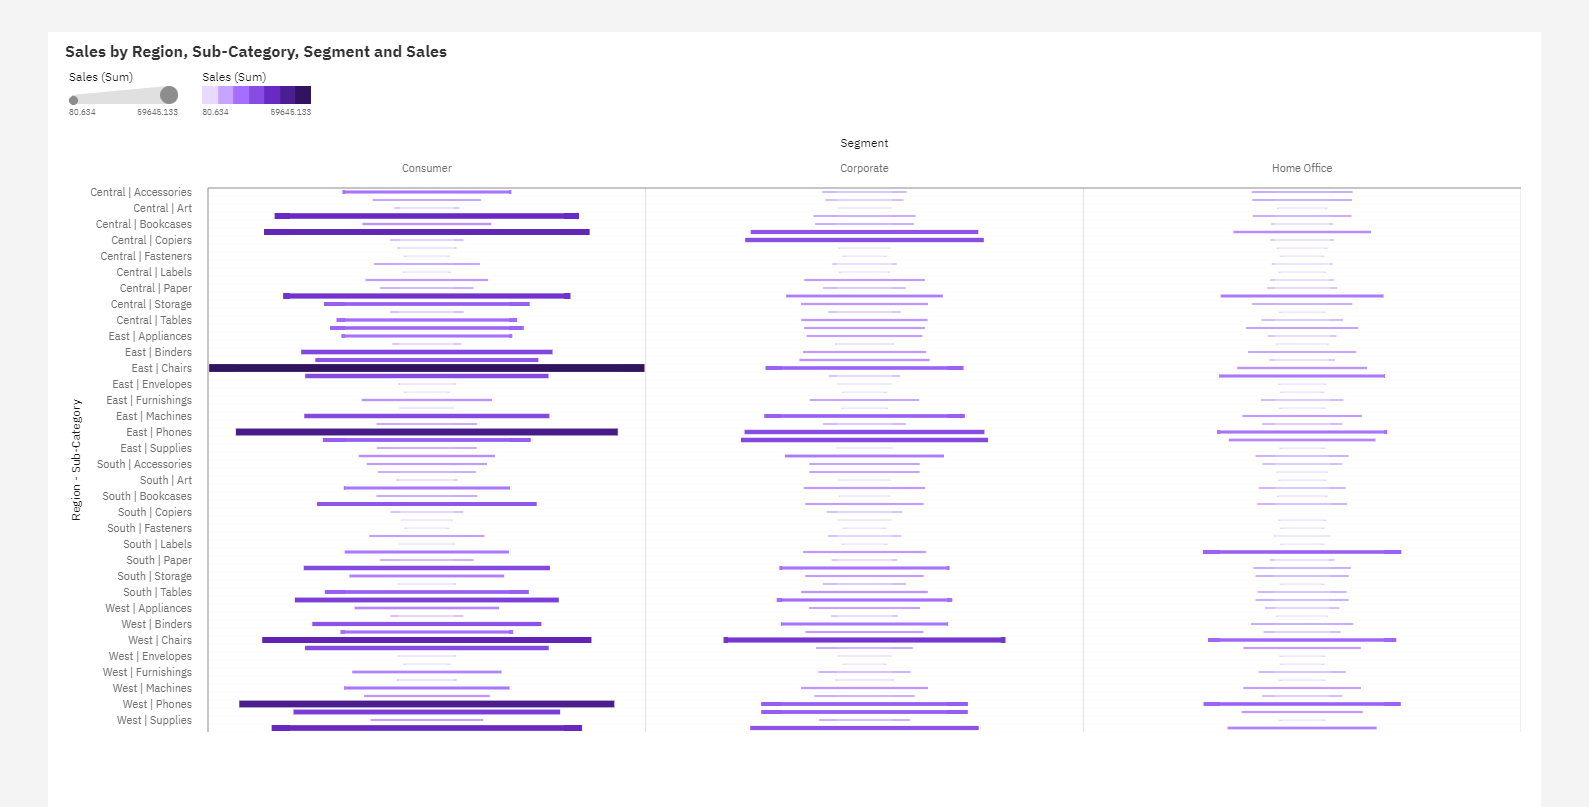 Sales by Region, Sub-Category, Segment and Sales
Sales (Sum)
80.634 59645.133
Sales (Sum)
80.634 59645.133
Segment
Consumer Corporate Home Office
Region - Sub-Category
Central | Accessories
Central | Art
Central | Bookcases
Central | Copiers
Central | Fasteners
Central | Labels
Central | Paper
Central | Storage
Central | Tables
East | Appliances
East | Binders
East | Chairs
East | Envelopes
East | Furnishings
East | Machines
East | Phones
East | Supplies
South | Accessories
South | Art
South | Bookcases
South | Copiers
South | Fasteners
South | Labels
South | Paper
South | Storage
South | Tables
West | Appliances
West | Binders
West | Chairs
West | Envelopes
West | Furnishings
West | Machines
West | Phones
West | Supplies